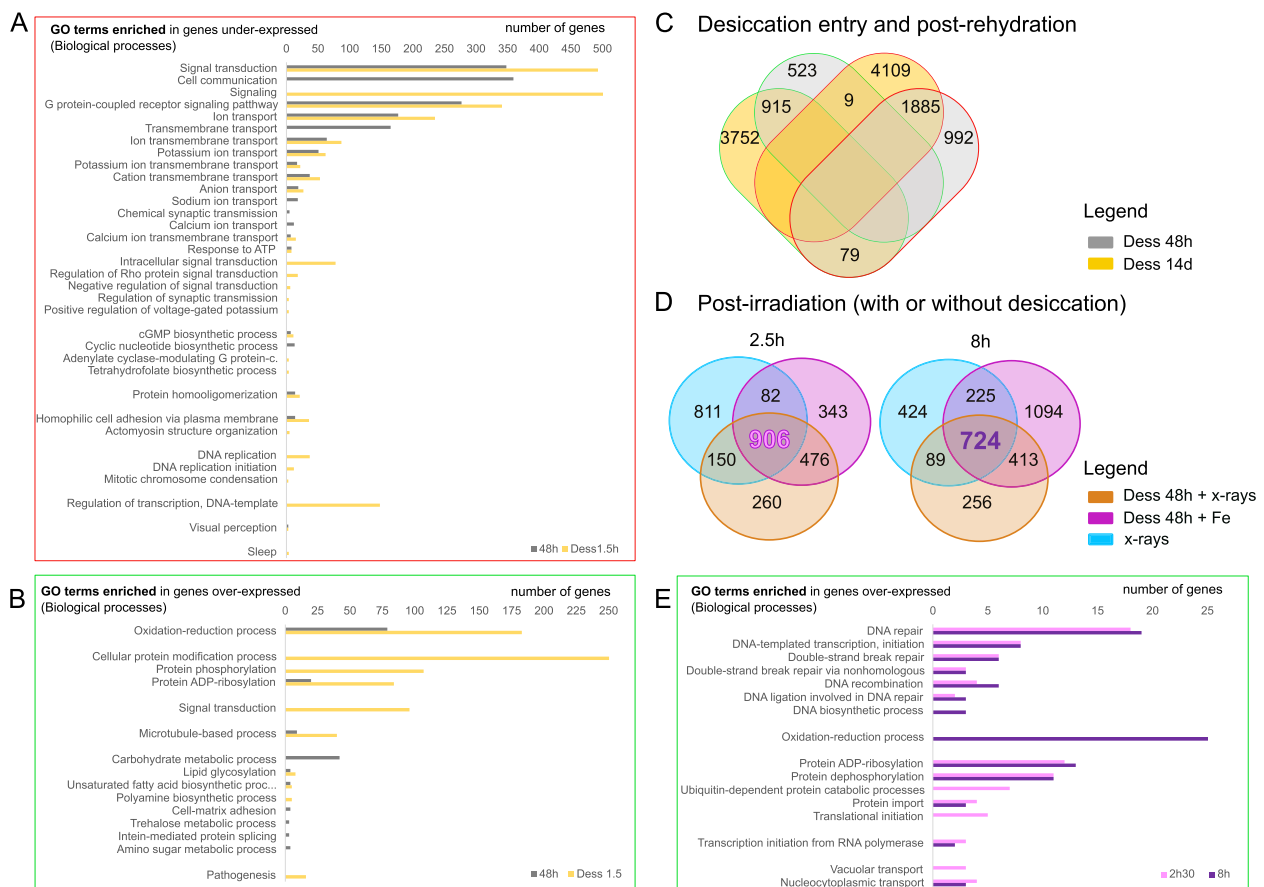 A
GO terms enriched in genes under-expressed
(Biological processes)
number of genes
0 50 100 150 200 250 300 350 400 450 500
Signal transduction
Cell communication
Signaling
G protein-coupled receptor signaling patthway
Ion transport
Transmembrane transport
Ion transmembrane transport
Potassium ion transport
Potassium ion transmembrane transport
Cation transmembrane transport
Anion transport
Sodium ion transport
Chemical synaptic transmission
Calcium ion transport
Calcium ion transmembrane transport
Response to ATP
Intracellular signal transduction
Regulation of Rho protein signal transduction
Negative regulation of signal transduction
Regulation of synaptic transmission
Positive regulation of voltage-gated potassium
cGMP biosynthetic process
Cyclic nucleotide biosynthetic process
Adenylate cyclase-modulating G protein-c.
Tetrahydrofolate biosynthetic process
Protein homooligomerization
Homophilic cell adhesion via plasma membrane
Actomyosin structure organization
DNA replication
DNA replication initiation
Mitotic chromosome condensation
Regulation of transcription, DNA-template
Visual perception
Sleep
48h Dess1.5h
B
GO terms enriched in genes over-expressed
(Biological processes)
number of genes
0 25 50 75 100 125 150 175 200 225 250
Oxidation-reduction process
Cellular protein modification process
Protein phosphorylation
Protein ADP-ribosylation
Signal transduction
Microtubule-based process
Carbohydrate metabolic process
Lipid glycosylation
Unsaturated fatty acid biosynthetic proc...
Polyamine biosynthetic process
Cell-matrix adhesion
Trehalose metabolic process
Intein-mediated protein splicing
Amino sugar metabolic process
Pathogenesis
48h Dess 1.5
C Desiccation entry and post-rehydration
523 4109
915 9 1885
3752 992
79
Legend
Dess 48h
Dess 14d
D Post-irradiation (with or without desiccation)
2.5h
811 82 343
906
150 476
260
8h
424 225 1094
724
89 413
256
Legend
Dess 48h + x-rays
Dess 48h + Fe
x-rays
E
GO terms enriched in genes over-expressed
(Biological processes)
number of genes
0 5 10 15 20 25
DNA repair
DNA-templated transcription, initiation
Double-strand break repair
Double-strand break repair via nonhomologous
DNA recombination
DNA ligation involved in DNA repair
DNA biosynthetic process
Oxidation-reduction process
Protein ADP-ribosylation
Protein dephosphorylation
Ubiquitin-dependent protein catabolic processes
Protein import
Translational initiation
Transcription initiation from RNA polymerase
Vacuolar transport
Nucleocytoplasmic transport
2h30 8h